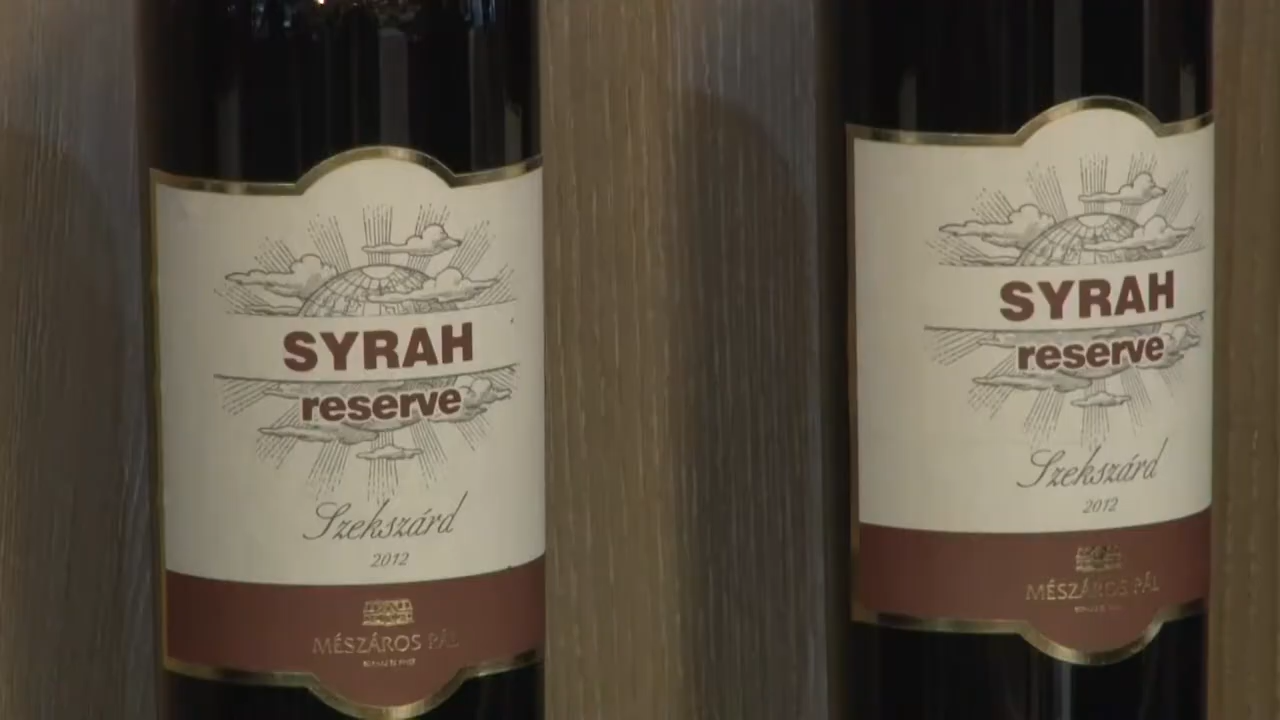 SYRAH
reserve
Szekszárd
2012
MÉSZÁROS PÁL
SYRAH
reserve
Szekszárd
2012
MÉSZÁROS PÁL